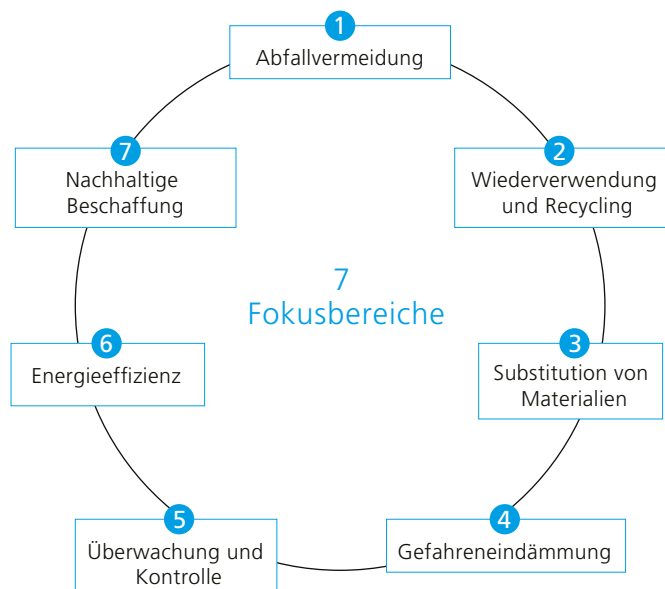 1
Abfallvermeidung
2
Wiederverwendung
und Recycling
3
Substitution von
Materialien
4
Gefahreneindämmung
5
Überwachung und
Kontrolle
6
Energieeffizienz
7
Nachhaltige
Beschaffung
7
Fokusbereiche